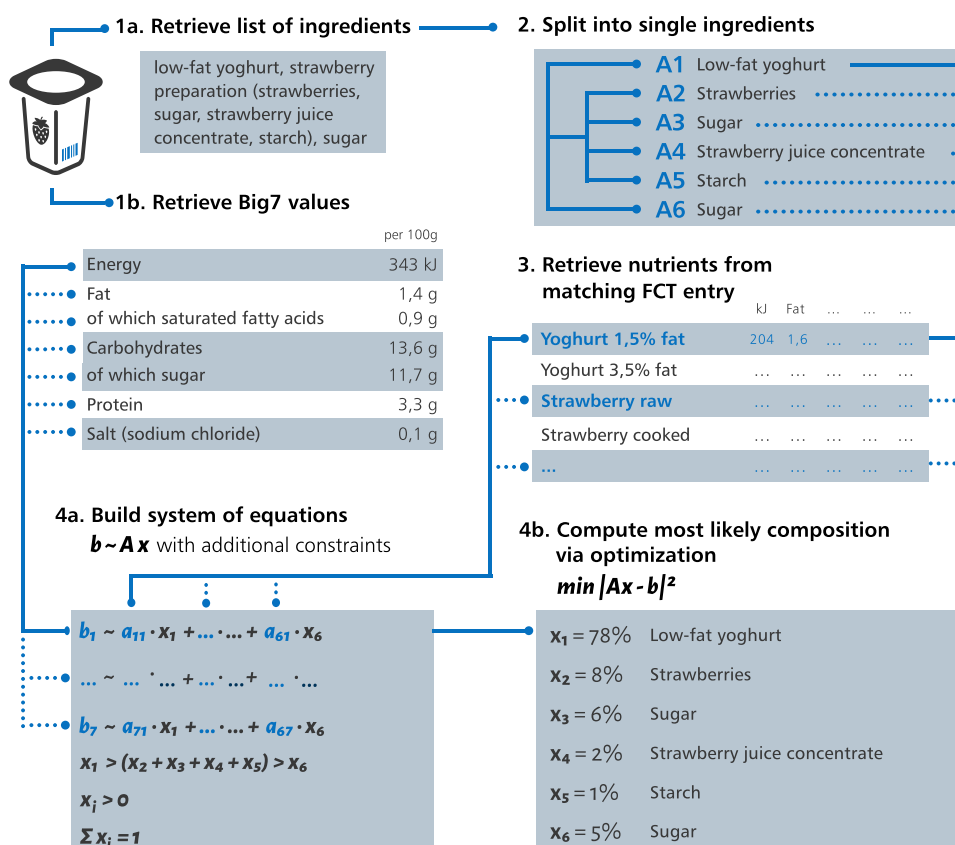 1a. Retrieve list of ingredients
low-fat yoghurt, strawberry
preparation (strawberries,
sugar, strawberry juice
concentrate, starch), sugar
1b. Retrieve Big7 values
per 100g
Energy 343 kJ
Fat 1,4 g
of which saturated fatty acids 0,9 g
Carbohydrates 13,6 g
of which sugar 11,7 g
Protein 3,3 g
Salt (sodium chloride) 0,1 g
2. Split into single ingredients
A1 Low-fat yoghurt
A2 Strawberries
A3 Sugar
A4 Strawberry juice concentrate
A5 Starch
A6 Sugar
3. Retrieve nutrients from
matching FCT entry
kJ Fat ... ... ...
Yoghurt 1,5% fat 204 1,6 ... ... ...
Yoghurt 3,5% fat ... ... ... ... ...
Strawberry raw ... ... ... ... ...
Strawberry cooked ... ... ... ... ...
... ... ... ... ... ...
4a. Build system of equations
b ~ A x with additional constraints
b₁ ~ a₁₁ · x₁ + ... · ... + a₆₁ · x₆
... ~ ... · ... + ... · ... + ... · ...
b₇ ~ a₇₁ · x₁ + ... · ... + a₆₇ · x₆
x₁ > (x₂ + x₃ + x₄ + x₅) > x₆
xⱼ > 0
Σ xᵢ = 1
4b. Compute most likely composition
via optimization
min |Ax - b|²
x₁ = 78% Low-fat yoghurt
x₂ = 8% Strawberries
x₃ = 6% Sugar
x₄ = 2% Strawberry juice concentrate
x₅ = 1% Starch
x₆ = 5% Sugar